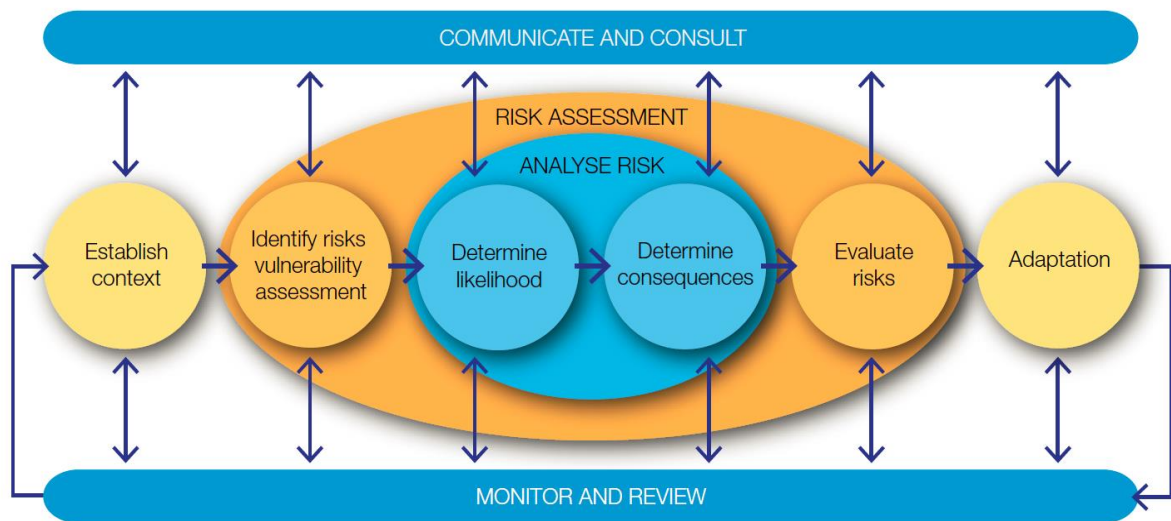 COMMUNICATE AND CONSULT
RISK ASSESSMENT
ANALYSE RISK
Establish
context
Identify risks
vulnerability
assessment
Determine
likelihood
Determine
consequences
Evaluate
risks
Adaptation
MONITOR AND REVIEW